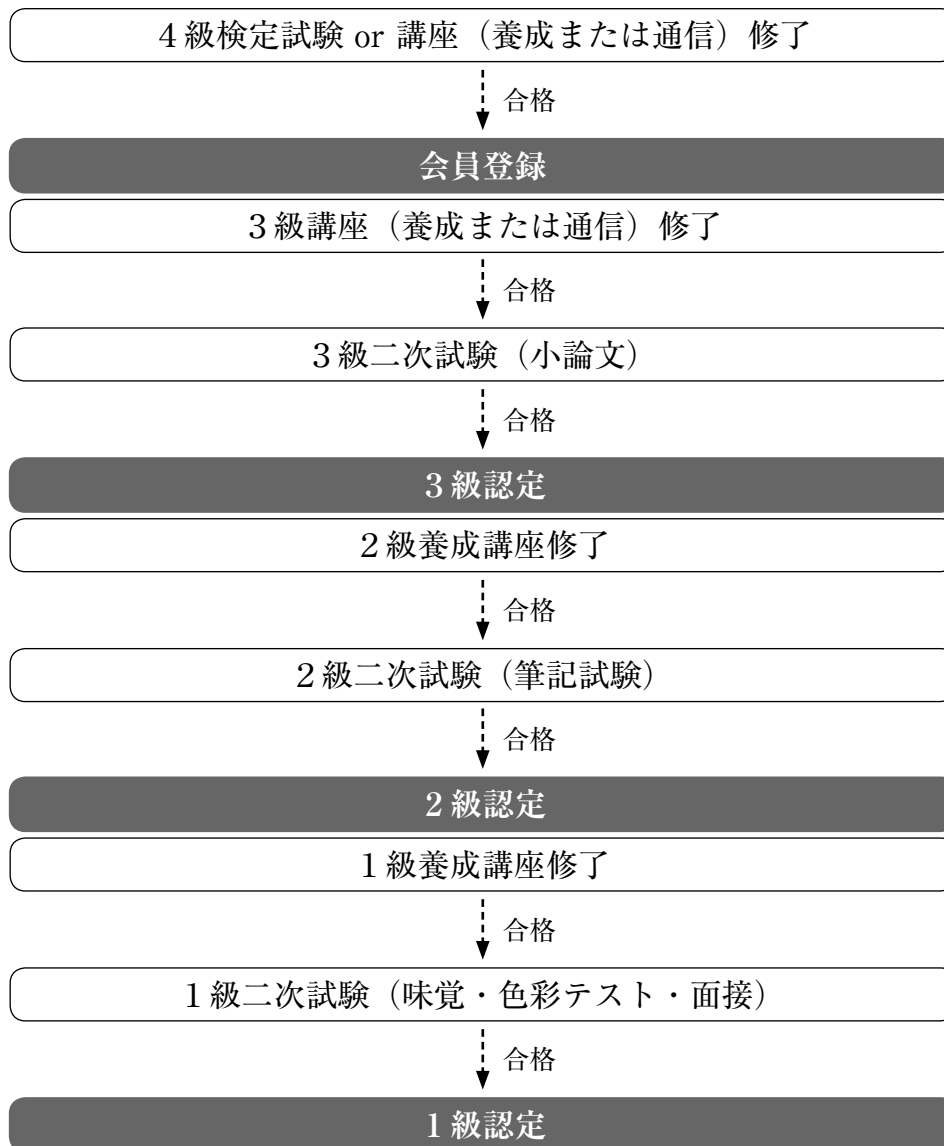 ４級検定試験 or 講座（養成または通信）修了
合格
会員登録
３級講座（養成または通信）修了
合格
３級二次試験（小論文）
合格
３級認定
２級養成講座修了
合格
２級二次試験（筆記試験）
合格
２級認定
１級養成講座修了
合格
１級二次試験（味覚・色彩テスト・面接）
合格
１級認定